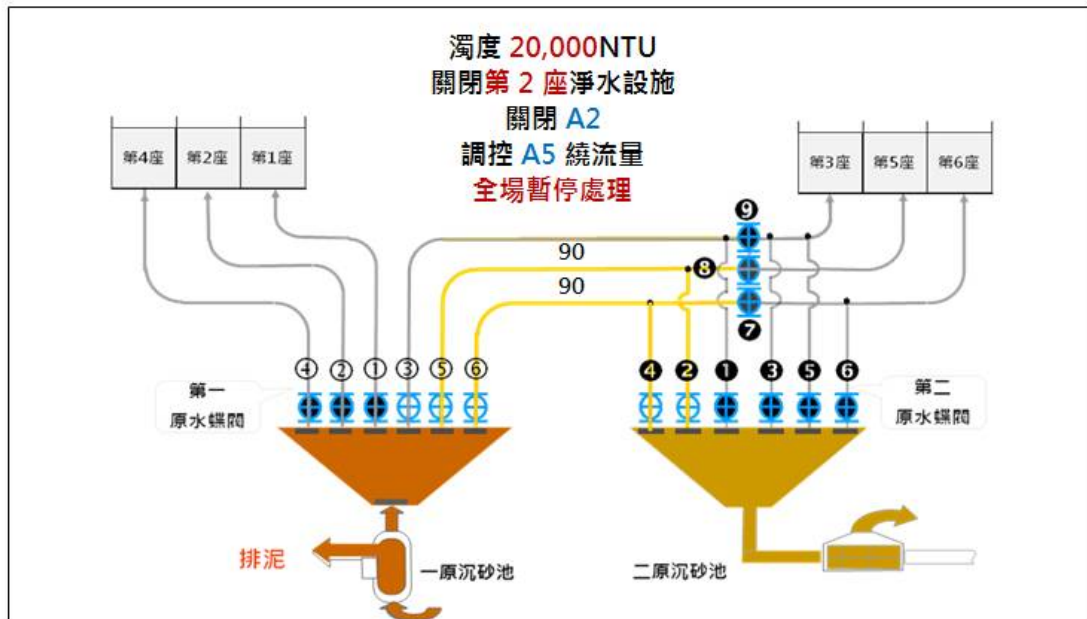 濁度 20,000NTU
關閉第 2 座淨水設施
關閉 A2
調控 A5 繞流量
全場暫停處理
第4座 第2座 第1座
第3座 第5座 第6座
❾
90
❽
90
❼
④ ② ① ③ ⑤ ⑥
❹ ❷ ❶ ❸ ❺ ❻
第一
原水蝶閥
第二
原水蝶閥
排泥
一原沉砂池
二原沉砂池